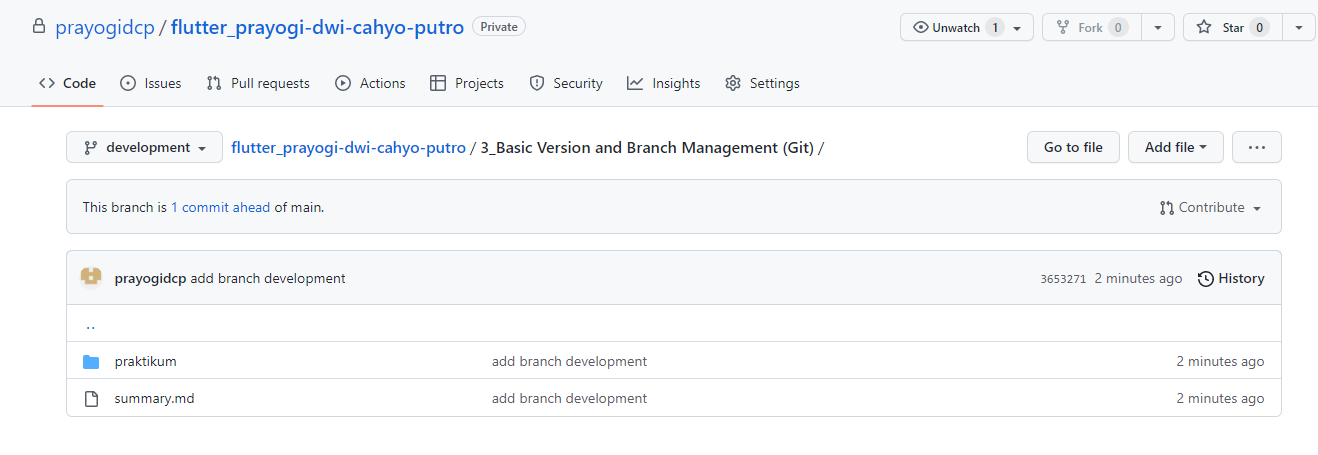 prayogidcp / flutter_prayogi-dwi-cahyo-putro Private Unwatch 1 Fork 0 Star 0
Code Issues Pull requests Actions Projects Security Insights Settings
development flutter_prayogi-dwi-cahyo-putro / 3_Basic Version and Branch Management (Git) / Go to file Add file ...
This branch is 1 commit ahead of main. Contribute
prayogidcp add branch development 3653271 2 minutes ago History
..
praktikum add branch development 2 minutes ago
summary.md add branch development 2 minutes ago